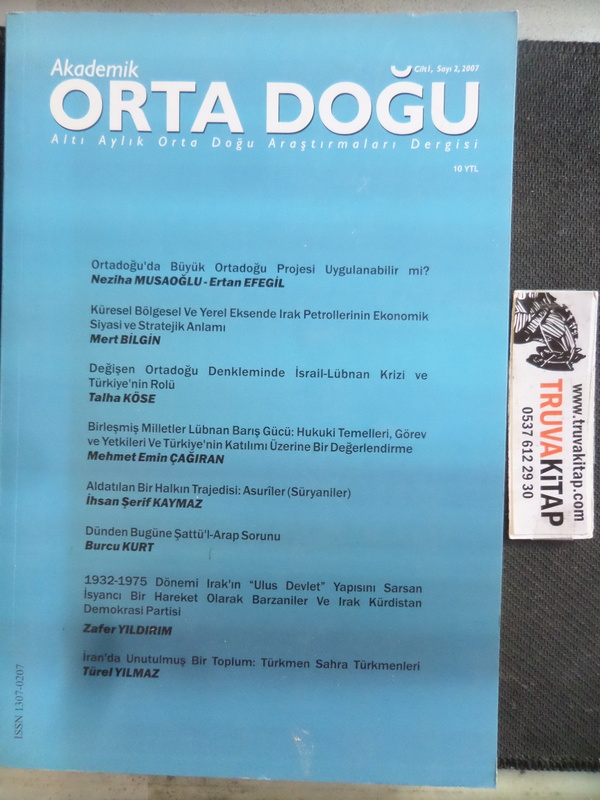 Akademik
Cilt1, Sayı 2, 2007
ORTA DOĞU
Altı Aylık Orta Doğu Araştırmaları Dergisi
10 YTL
Ortadoğu'da Büyük Ortadoğu Projesi Uygulanabilir mi?
Neziha MUSAOĞLU - Ertan EFEGİL
Küresel Bölgesel Ve Yerel Eksende Irak Petrollerinin Ekonomik
Siyasi ve Stratejik Anlamı
Mert BİLGİN
Değişen Ortadoğu Denkleminde İsrail-Lübnan Krizi ve
Türkiye'nin Rolü
Talha KÖSE
Birleşmiş Milletler Lübnan Barış Gücü: Hukuki Temelleri, Görev
ve Yetkileri Ve Türkiye'nin Katılımı Üzerine Bir Değerlendirme
Mehmet Emin ÇAĞIRAN
Aldatılan Bir Halkın Trajedisi: Asurîler (Süryaniler)
İhsan Şerif KAYMAZ
Dünden Bugüne Şattü'l-Arap Sorunu
Burcu KURT
1932-1975 Dönemi Irak'ın "Ulus Devlet" Yapısını Sarsan
İsyancı Bir Hareket Olarak Barzaniler Ve Irak Kürdistan
Demokrasi Partisi
Zafer YILDIRIM
İran'da Unutulmuş Bir Toplum: Türkmen Sahra Türkmenleri
Türel YILMAZ
ISSN 1307-0207
www.truvakitap.com
TRUVAKİTAP
0537 612 29 30